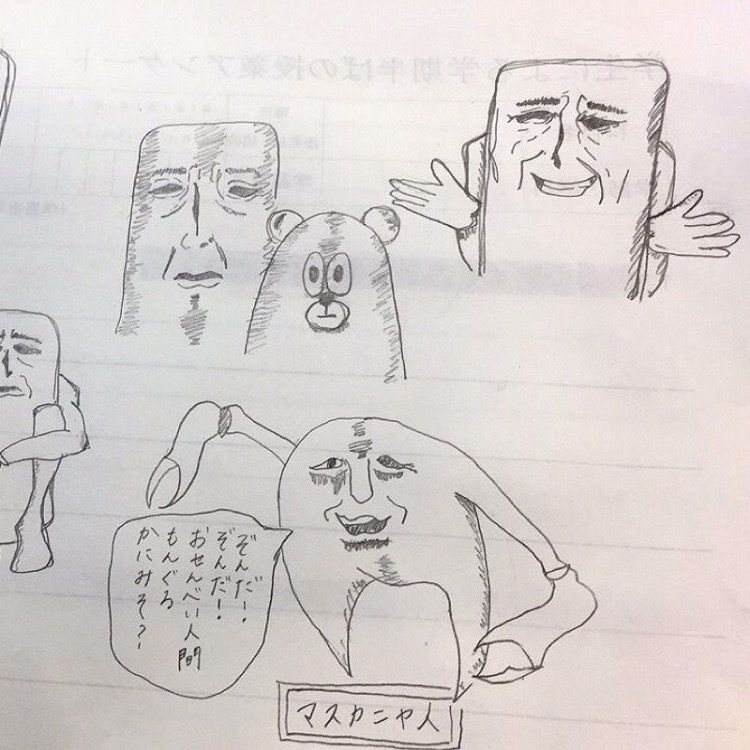 学生による学期半ばの授業アンケート
ぞんだ！
ぞんだ！
おせんべい人間
もんぐろ
かにみそ？
マスカニヤ人